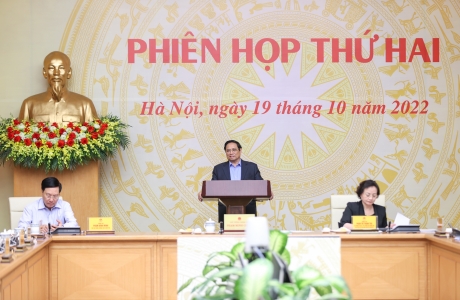 PHIÊN HỌP THỨ HAI
Hà Nội, ngày 19 tháng 10 năm 2022